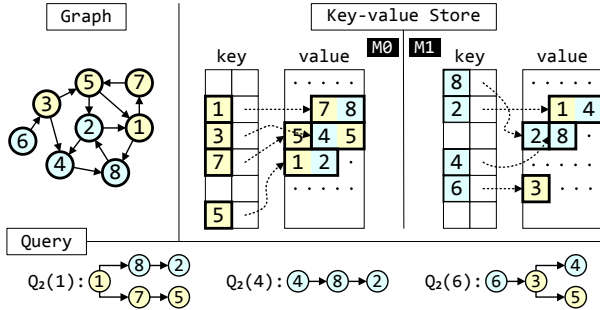 Graph
Key-value Store
key value M0 M1 key value
5 7
3
2 1
6
4
8
1 7 8
3 5 4 5
7 1 2
5
8
2 1 4
2 8
4
6 3
Query
Q₂(1): 1 8 2
7 5
Q₂(4): 4 8 2
Q₂(6): 6 3 4
5